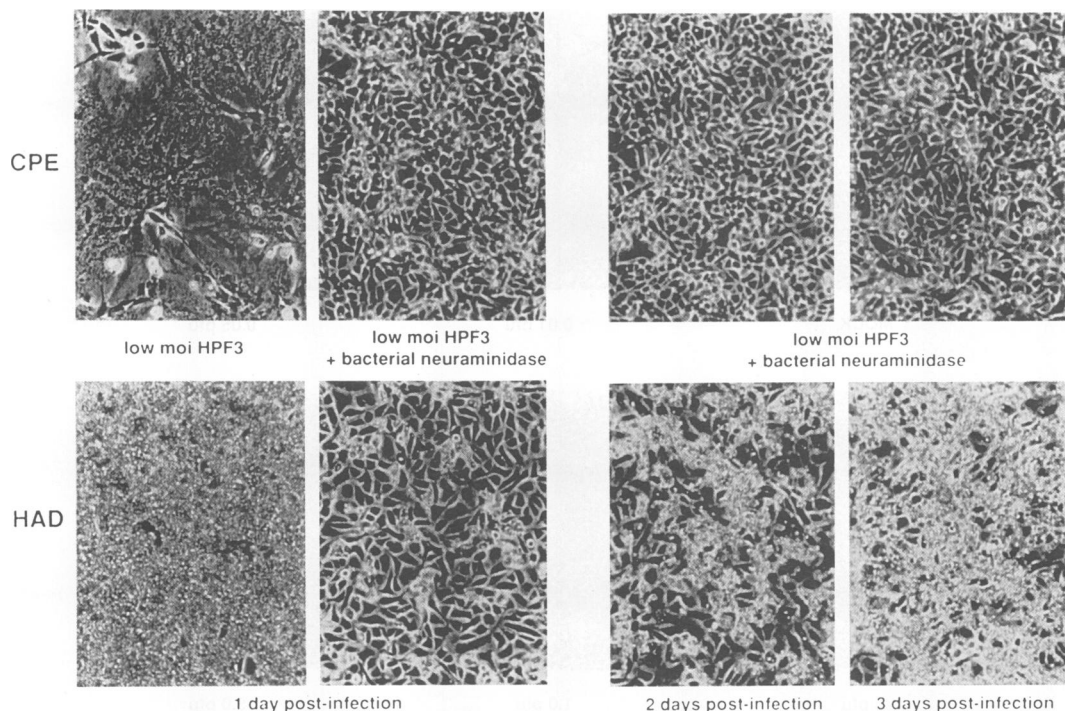 CPE
low moi HPF3
low moi HPF3
+ bacterial neuraminidase
low moi HPF3
+ bacterial neuraminidase
HAD
1 day post-infection
2 days post-infection
3 days post-infection